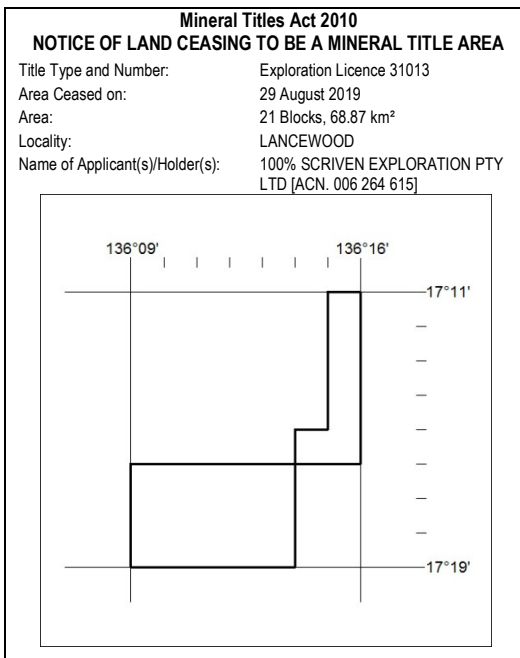 Mineral Titles Act 2010
NOTICE OF LAND CEASING TO BE A MINERAL TITLE AREA
Title Type and Number: Exploration Licence 31013
Area Ceased on: 29 August 2019
Area: 21 Blocks, 68.87 km²
Locality: LANCEWOOD
Name of Applicant(s)/Holder(s): 100% SCRIVEN EXPLORATION PTY
LTD [ACN. 006 264 615]
136°09' 136°16'
17°11'
17°19'